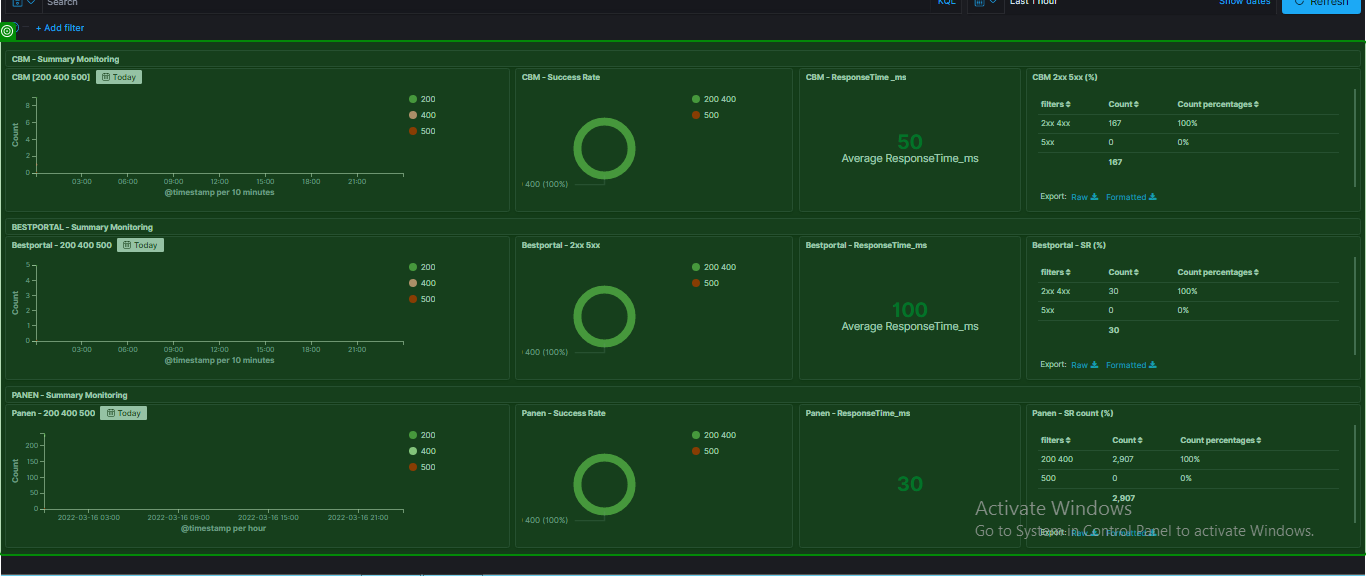 Search KQL Last 1 hour Show dates Refresh
+ Add filter
CBM - Summary Monitoring
CBM [200 400 500] Today
8
6
4
2
0
Count
03:00 06:00 09:00 12:00 15:00 18:00 21:00
@timestamp per 10 minutes
200
400
500
CBM - Success Rate
200 400
500
400 (100%)
CBM - ResponseTime _ms
50
Average ResponseTime_ms
CBM 2xx 5xx (%)
filters Count Count percentages
2xx 4xx 167 100%
5xx 0 0%
167
Export: Raw Formatted
BESTPORTAL - Summary Monitoring
Bestportal - 200 400 500 Today
5
4
3
2
1
0
Count
03:00 06:00 09:00 12:00 15:00 18:00 21:00
@timestamp per 10 minutes
200
400
500
Bestportal - 2xx 5xx
200 400
500
400 (100%)
Bestportal - ResponseTime_ms
100
Average ResponseTime_ms
Bestportal - SR (%)
filters Count Count percentages
2xx 4xx 30 100%
5xx 0 0%
30
Export: Raw Formatted
PANEN - Summary Monitoring
Panen - 200 400 500 Today
200
150
100
50
0
Count
2022-03-16 03:00 2022-03-16 09:00 2022-03-16 15:00 2022-03-16 21:00
@timestamp per hour
200
400
500
Panen - Success Rate
200 400
500
400 (100%)
Panen - ResponseTime_ms
30
Panen - SR count (%)
filters Count Count percentages
200 400 2,907 100%
500 0 0%
2,907
Export: Raw Formatted
Activate Windows
Go to System in Control Panel to activate Windows.